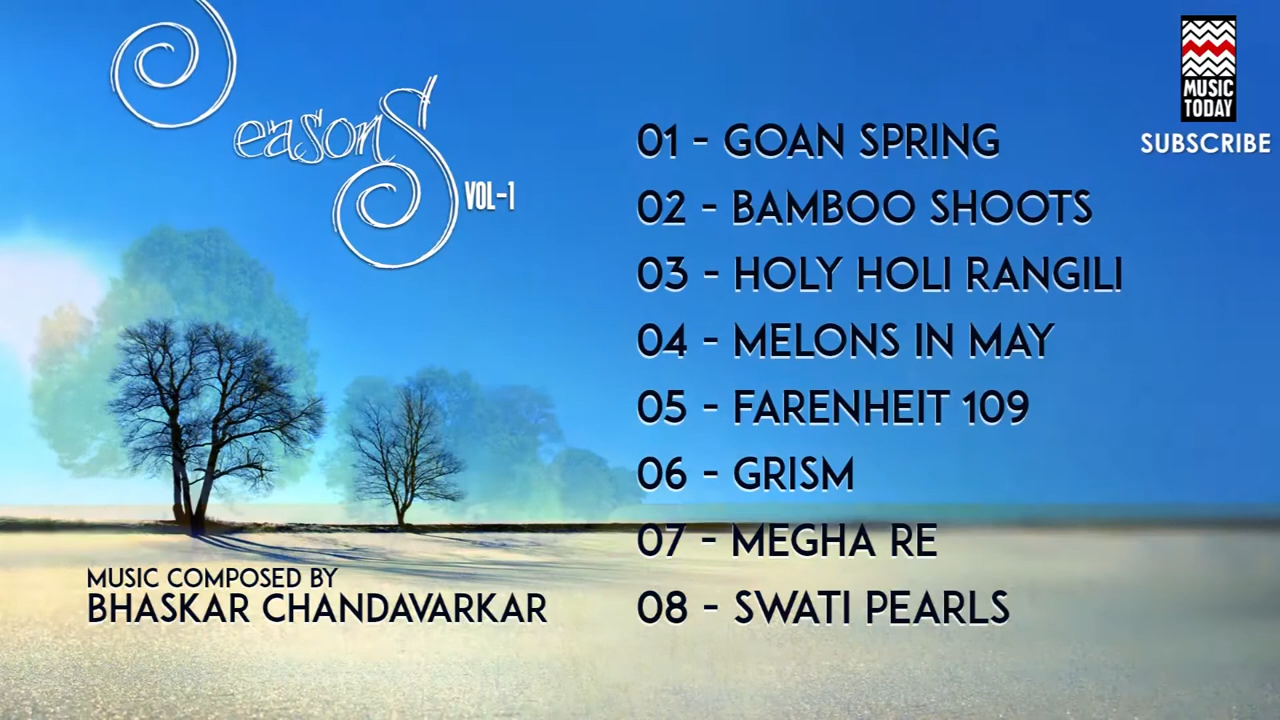 SeasonS
VOL-1
MUSIC COMPOSED BY
BHASKAR CHANDAVARKAR
01 - GOAN SPRING
02 - BAMBOO SHOOTS
03 - HOLY HOLI RANGILI
04 - MELONS IN MAY
05 - FARENHEIT 109
06 - GRISM
07 - MEGHA RE
08 - SWATI PEARLS
MUSIC
TODAY
SUBSCRIBE